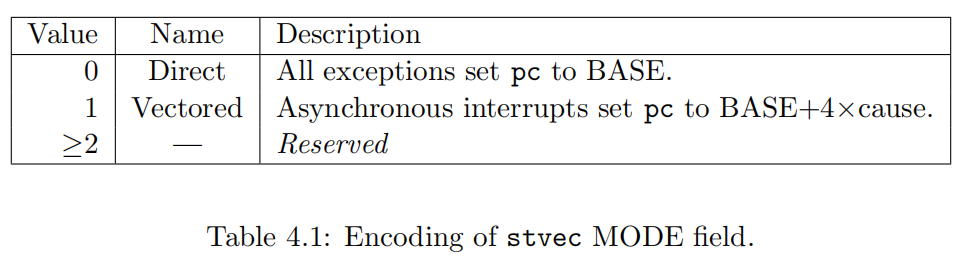 Value Name Description
0 Direct All exceptions set pc to BASE.
1 Vectored Asynchronous interrupts set pc to BASE+4×cause.
≥2 — Reserved
Table 4.1: Encoding of stvec MODE field.